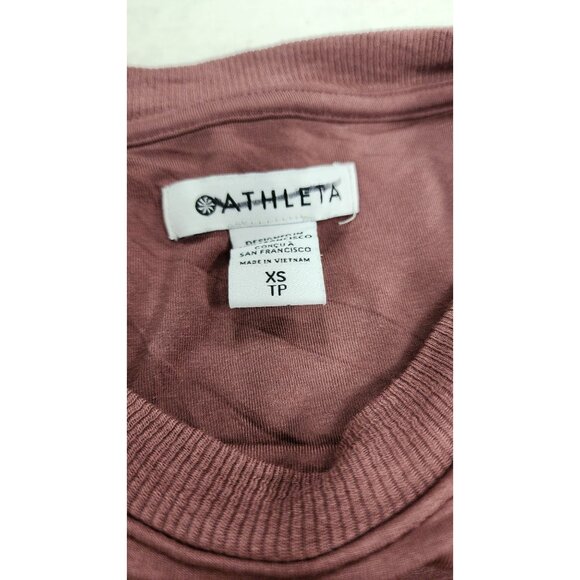 ATHLETA
DESIGNED IN
SAN FRANCISCO
CONÇU À
SAN FRANCISCO
MADE IN VIETNAM
XS
TP